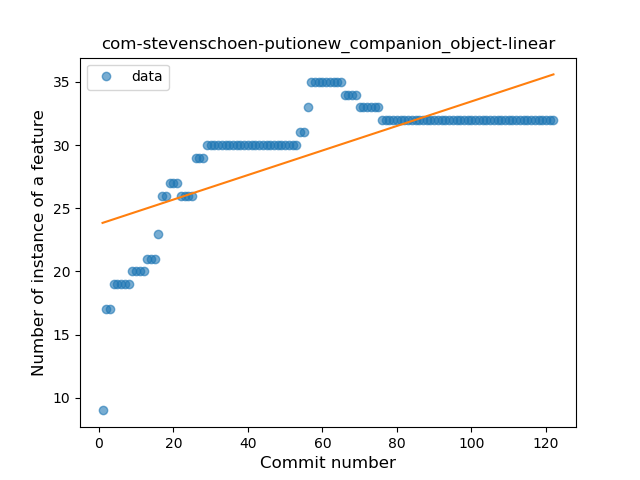 com-stevenschoen-putionew_companion_object-linear
data
Number of instance of a feature
35
30
25
20
15
10
0 20 40 60 80 100 120
Commit number